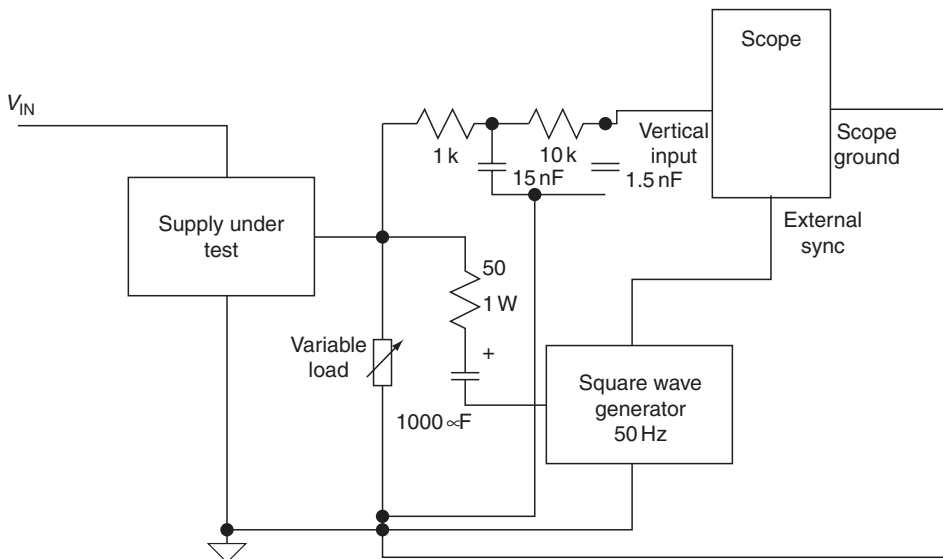 Scope
V_IN
1 k
10 k
15 nF
1.5 nF
Vertical
input
Scope
ground
External
sync
Supply under
test
50
1 W
+
Variable
load
1000 ∝F
Square wave
generator
50 Hz